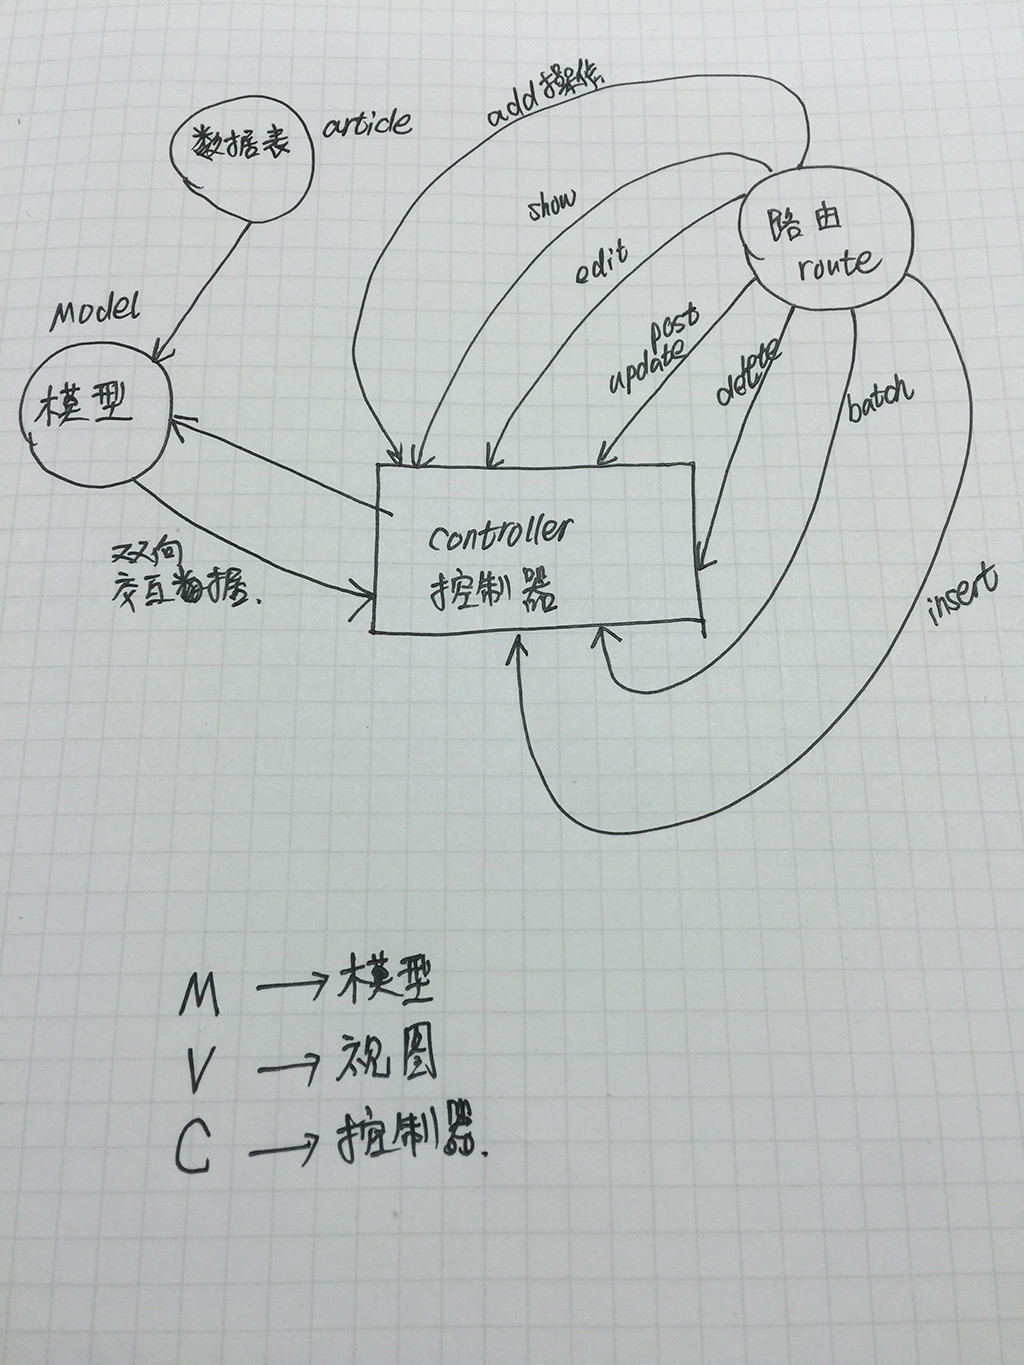 add操作
数据表
article
show
路由
route
edit
Model
post
update
delete
模型
batch
controller
控制器
双向
交互数据.
insert
M → 模型
V → 视图
C → 控制器.